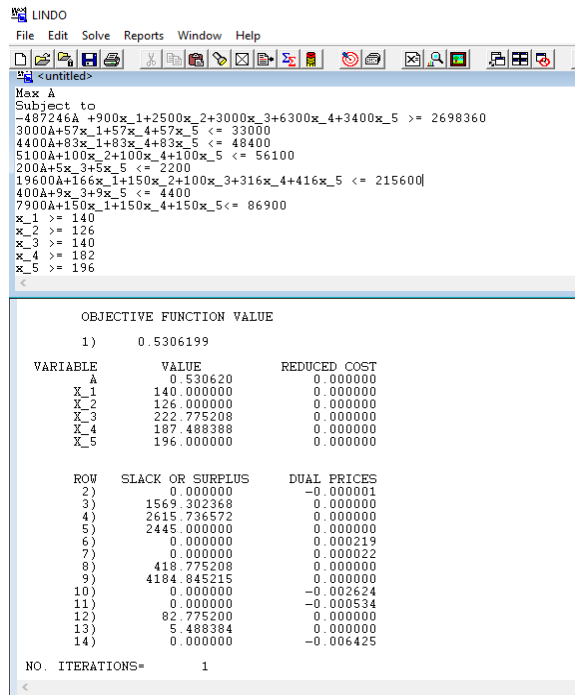 LINDO
File Edit Solve Reports Window Help
<untitled>
Max A
Subject to
-487246A +900x_1+2500x_2+3000x_3+6300x_4+3400x_5 >= 2698360
3000A+57x_1+57x_4+57x_5 <= 33000
4400A+83x_1+83x_4+83x_5 <= 48400
5100A+100x_2+100x_4+100x_5 <= 56100
200A+5x_3+5x_5 <= 2200
19600A+166x_1+150x_2+100x_3+316x_4+416x_5 <= 215600
400A+9x_3+9x_5 <= 4400
7900A+150x_1+150x_4+150x_5<= 86900
x_1 >= 140
x_2 >= 126
x_3 >= 140
x_4 >= 182
x_5 >= 196
OBJECTIVE FUNCTION VALUE
1) 0.5306199
VARIABLE VALUE REDUCED COST
A 0.530620 0.000000
X_1 140.000000 0.000000
X_2 126.000000 0.000000
X_3 222.775208 0.000000
X_4 187.488388 0.000000
X_5 196.000000 0.000000
ROW SLACK OR SURPLUS DUAL PRICES
2) 0.000000 -0.000001
3) 1569.302368 0.000000
4) 2615.736572 0.000000
5) 2445.000000 0.000000
6) 0.000000 0.000219
7) 0.000000 0.000022
8) 418.775208 0.000000
9) 4184.845215 0.000000
10) 0.000000 -0.002624
11) 0.000000 -0.000534
12) 82.775200 0.000000
13) 5.488384 0.000000
14) 0.000000 -0.006425
NO. ITERATIONS= 1